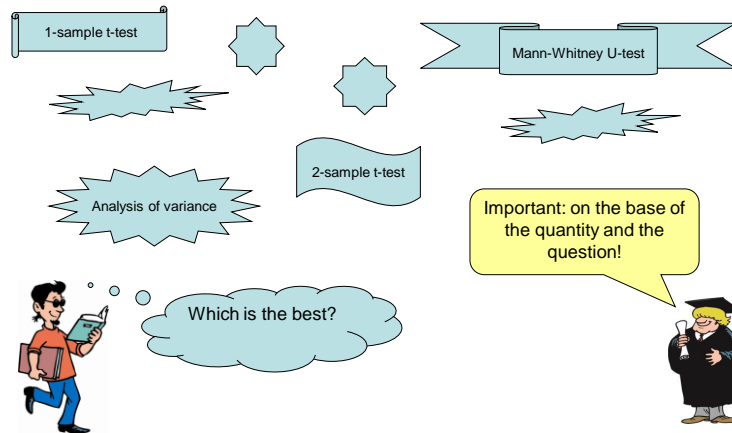 1-sample t-test
Mann-Whitney U-test
2-sample t-test
Analysis of variance
Important: on the base of
the quantity and the
question!
Which is the best?